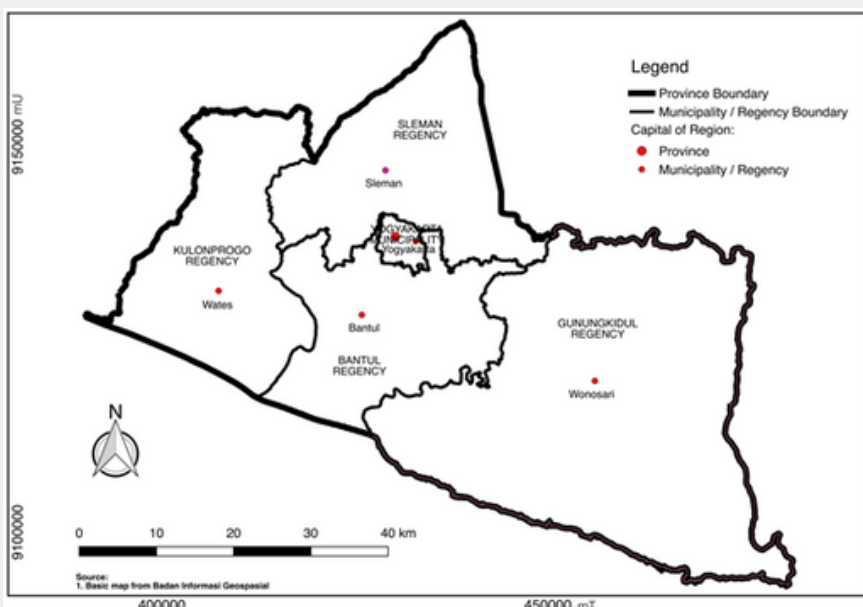 Legend
Province Boundary
Municipality / Regency Boundary
Capital of Region:
Province
Municipality / Regency
SLEMAN
REGENCY
Sleman
YOGYAKARTA
MUNICIPALITY
Yogyakarta
KULONPROGO
REGENCY
Wates
Bantul
BANTUL
REGENCY
GUNUNGKIDUL
REGENCY
Wonosari
N
0 10 20 30 40 km
Source:
1. Basic map from Badan Informasi Geospasial
9150000 mU
9100000
400000
450000 mT